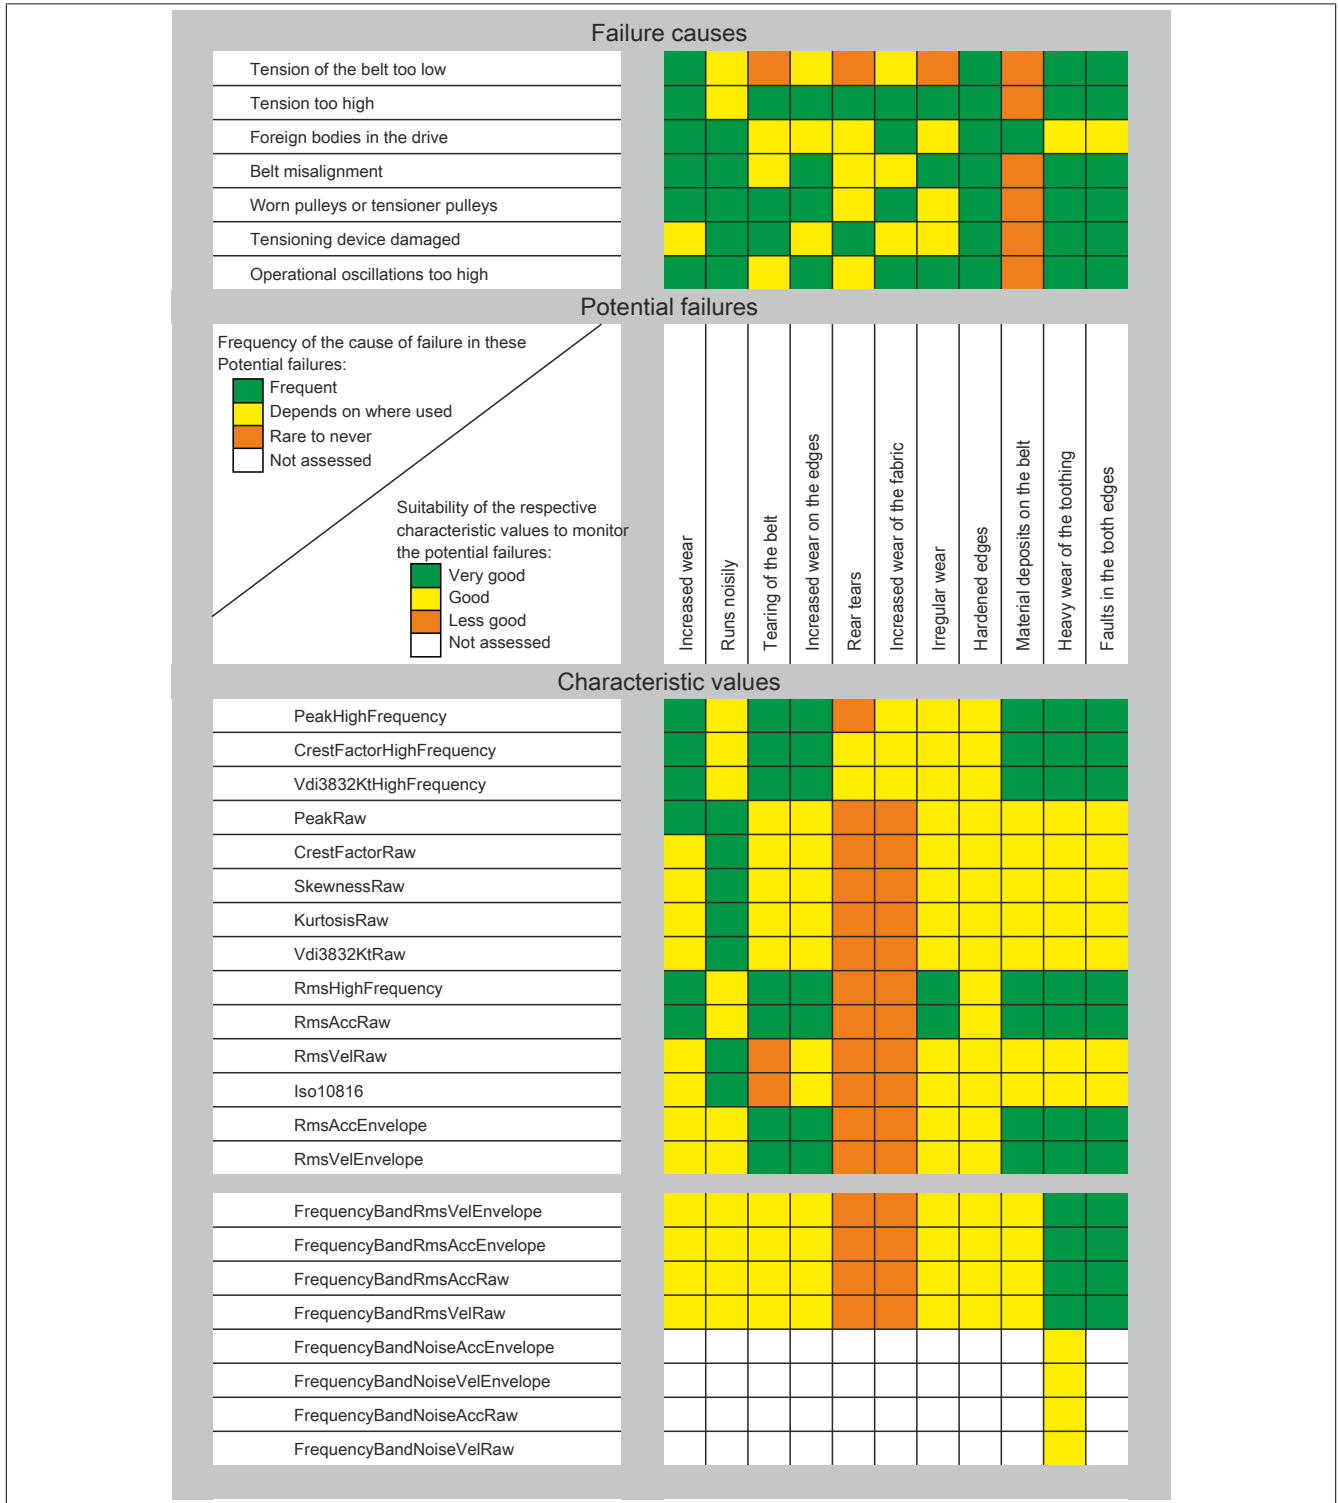 Failure causes
Tension of the belt too low
Tension too high
Foreign bodies in the drive
Belt misalignment
Worn pulleys or tensioner pulleys
Tensioning device damaged
Operational oscillations too high
Potential failures
Frequency of the cause of failure in these
Potential failures:
Frequent
Depends on where used
Rare to never
Not assessed
Suitability of the respective
characteristic values to monitor
the potential failures:
Very good
Good
Less good
Not assessed
Increased wear
Runs noisily
Tearing of the belt
Increased wear on the edges
Rear tears
Increased wear of the fabric
Irregular wear
Hardened edges
Material deposits on the belt
Heavy wear of the toothing
Faults in the tooth edges
Characteristic values
PeakHighFrequency
CrestFactorHighFrequency
Vdi3832KtHighFrequency
PeakRaw
CrestFactorRaw
SkewnessRaw
KurtosisRaw
Vdi3832KtRaw
RmsHighFrequency
RmsAccRaw
RmsVelRaw
Iso10816
RmsAccEnvelope
RmsVelEnvelope
FrequencyBandRmsVelEnvelope
FrequencyBandRmsAccEnvelope
FrequencyBandRmsAccRaw
FrequencyBandRmsVelRaw
FrequencyBandNoiseAccEnvelope
FrequencyBandNoiseVelEnvelope
FrequencyBandNoiseAccRaw
FrequencyBandNoiseVelRaw